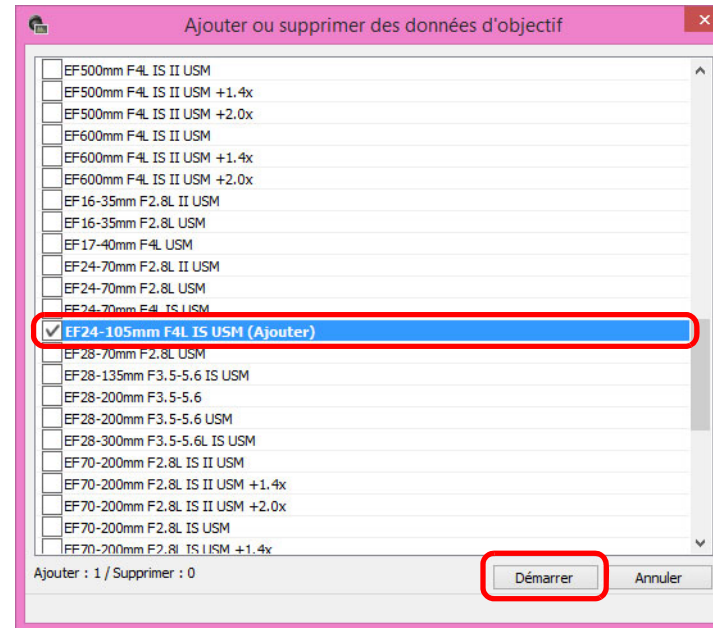 Ajouter ou supprimer des données d'objectif
EF500mm F4L IS II USM
EF500mm F4L IS II USM +1.4x
EF500mm F4L IS II USM +2.0x
EF600mm F4L IS II USM
EF600mm F4L IS II USM +1.4x
EF600mm F4L IS II USM +2.0x
EF16-35mm F2.8L II USM
EF16-35mm F2.8L USM
EF17-40mm F4L USM
EF24-70mm F2.8L II USM
EF24-70mm F2.8L USM
EF24-70mm F4L IS USM
EF24-105mm F4L IS USM (Ajouter)
EF28-70mm F2.8L USM
EF28-135mm F3.5-5.6 IS USM
EF28-200mm F3.5-5.6
EF28-200mm F3.5-5.6 USM
EF28-300mm F3.5-5.6L IS USM
EF70-200mm F2.8L IS II USM
EF70-200mm F2.8L IS II USM +1.4x
EF70-200mm F2.8L IS II USM +2.0x
EF70-200mm F2.8L IS USM
EF70-200mm F2.8L IS USM +1.4x
Ajouter : 1 / Supprimer : 0
Démarrer
Annuler